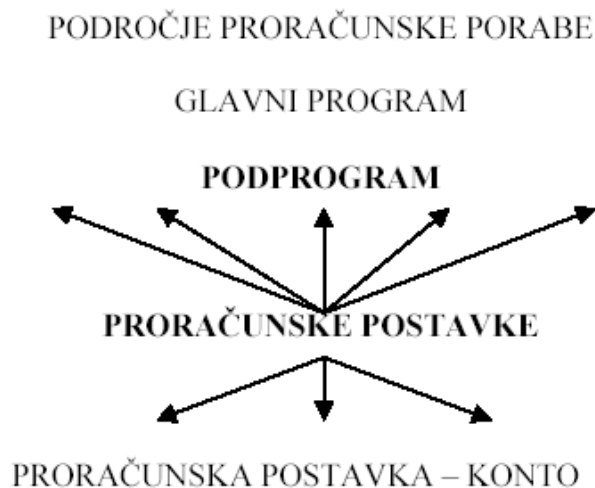 PODROČJE PRORAČUNSKE PORABE
GLAVNI PROGRAM
PODPROGRAM
PRORAČUNSKE POSTAVKE
PRORAČUNSKA POSTAVKA – KONTO